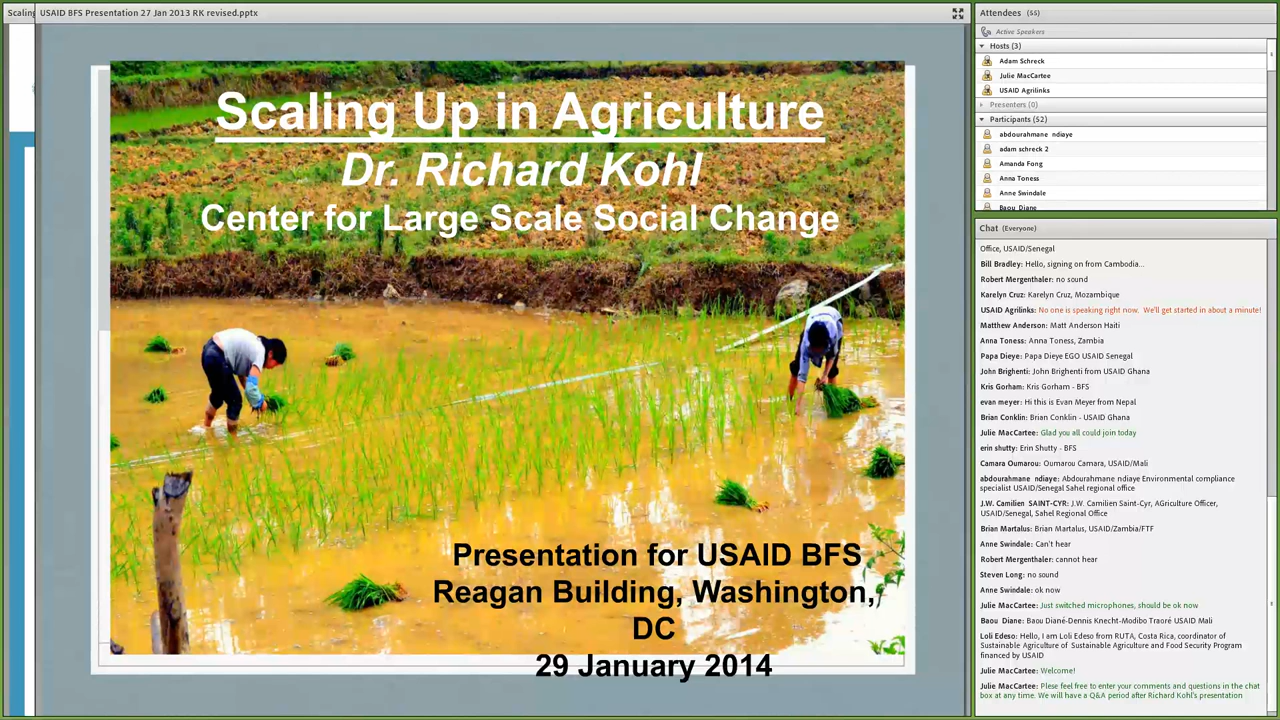 Scaling
USAID BFS Presentation 27 Jan 2013 RK revised.pptx
Scaling Up in Agriculture
Dr. Richard Kohl
Center for Large Scale Social Change
Presentation for USAID BFS
Reagan Building, Washington,
DC
29 January 2014
Attendees (55)
Active Speakers
Hosts (3)
Adam Schreck
Julie MacCartee
USAID Agrilinks
Presenters (0)
Participants (52)
abdourahmane ndiaye
adam schreck 2
Amanda Fong
Anna Toness
Anne Swindale
Baou Diane
Chat (Everyone)
Office, USAID/Senegal
Bill Bradley: Hello, signing on from Cambodia...
Robert Mergenthaler: no sound
Karelyn Cruz: Karelyn Cruz, Mozambique
USAID Agrilinks: No one is speaking right now. We'll get started in about a minute!
Matthew Anderson: Matt Anderson Haiti
Anna Toness: Anna Toness, Zambia
Papa Dieye: Papa Dieye EGO USAID Senegal
John Brighenti: John Brighenti from USAID Ghana
Kris Gorham: Kris Gorham - BFS
evan meyer: Hi this is Evan Meyer from Nepal
Brian Conklin: Brian Conklin - USAID Ghana
Julie MacCartee: Glad you all could join today
erin shutty: Erin Shutty - BFS
Camara Oumarou: Oumarou Camara, USAID/Mali
abdourahmane ndiaye: Abdourahmane ndiaye Environmental compliance
specialist USAID/Senegal Sahel regional office
J.W. Camilien SAINT-CYR: J.W. Camilien Saint-Cyr, AGriculture Officer,
USAID/Senegal, Sahel Regional Office
Brian Martalus: Brian Martalus, USAID/Zambia/FTF
Anne Swindale: Can't hear
Robert Mergenthaler: cannot hear
Steven Long: no sound
Anne Swindale: ok now
Julie MacCartee: Just switched microphones, should be ok now
Baou Diane: Baou Diané-Dennis Knecht-Modibo Traoré USAID Mali
Loli Edeso: Hello, I am Loli Edeso from RUTA, Costa Rica, coordinator of
Sustainable Agriculture of Sustainable Agriculture and Food Security Program
financed by USAID
Julie MacCartee: Welcome!
Julie MacCartee: Plese feel free to enter your comments and questions in the chat
box at any time. We will have a Q&A period after Richard Kohl's presentation